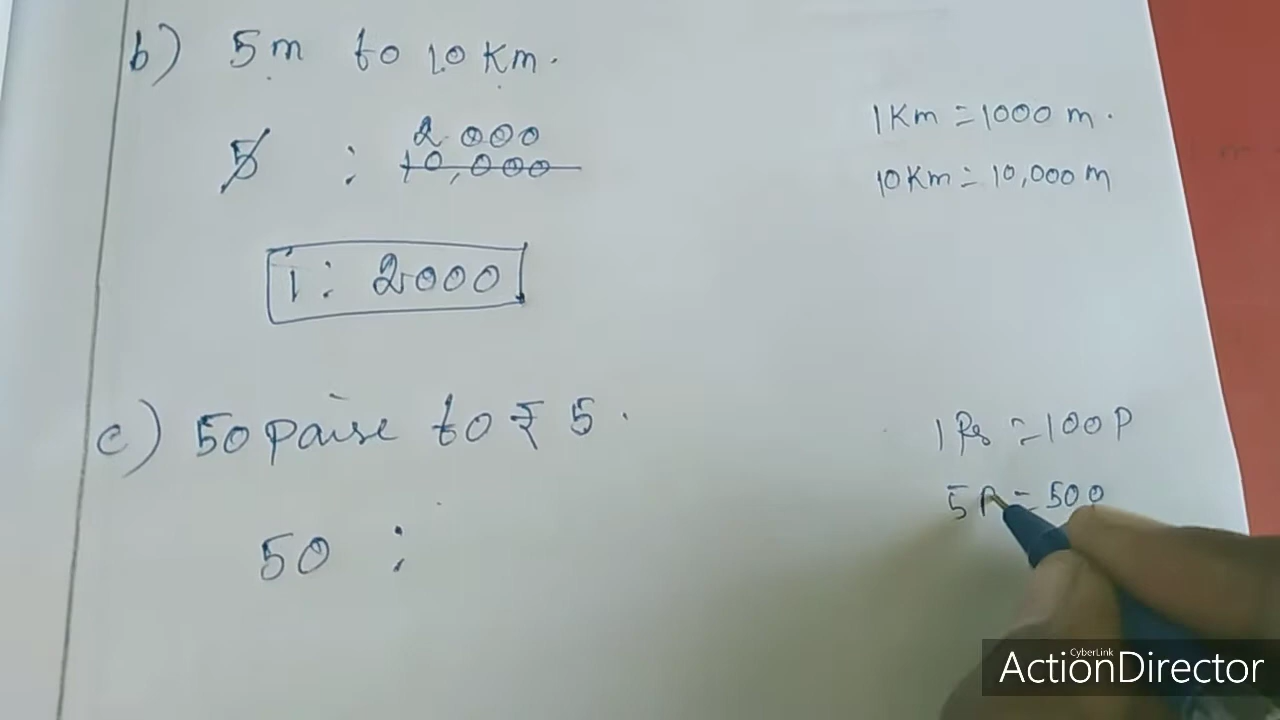 b) 5m to 10 Km.
5 : 2000
10,000
1 : 2000
1Km = 1000 m.
10Km = 10,000 m
c) 50 paise to ₹ 5.
50 :
1 Rs = 100 P
5 = 500
CyberLink
ActionDirector